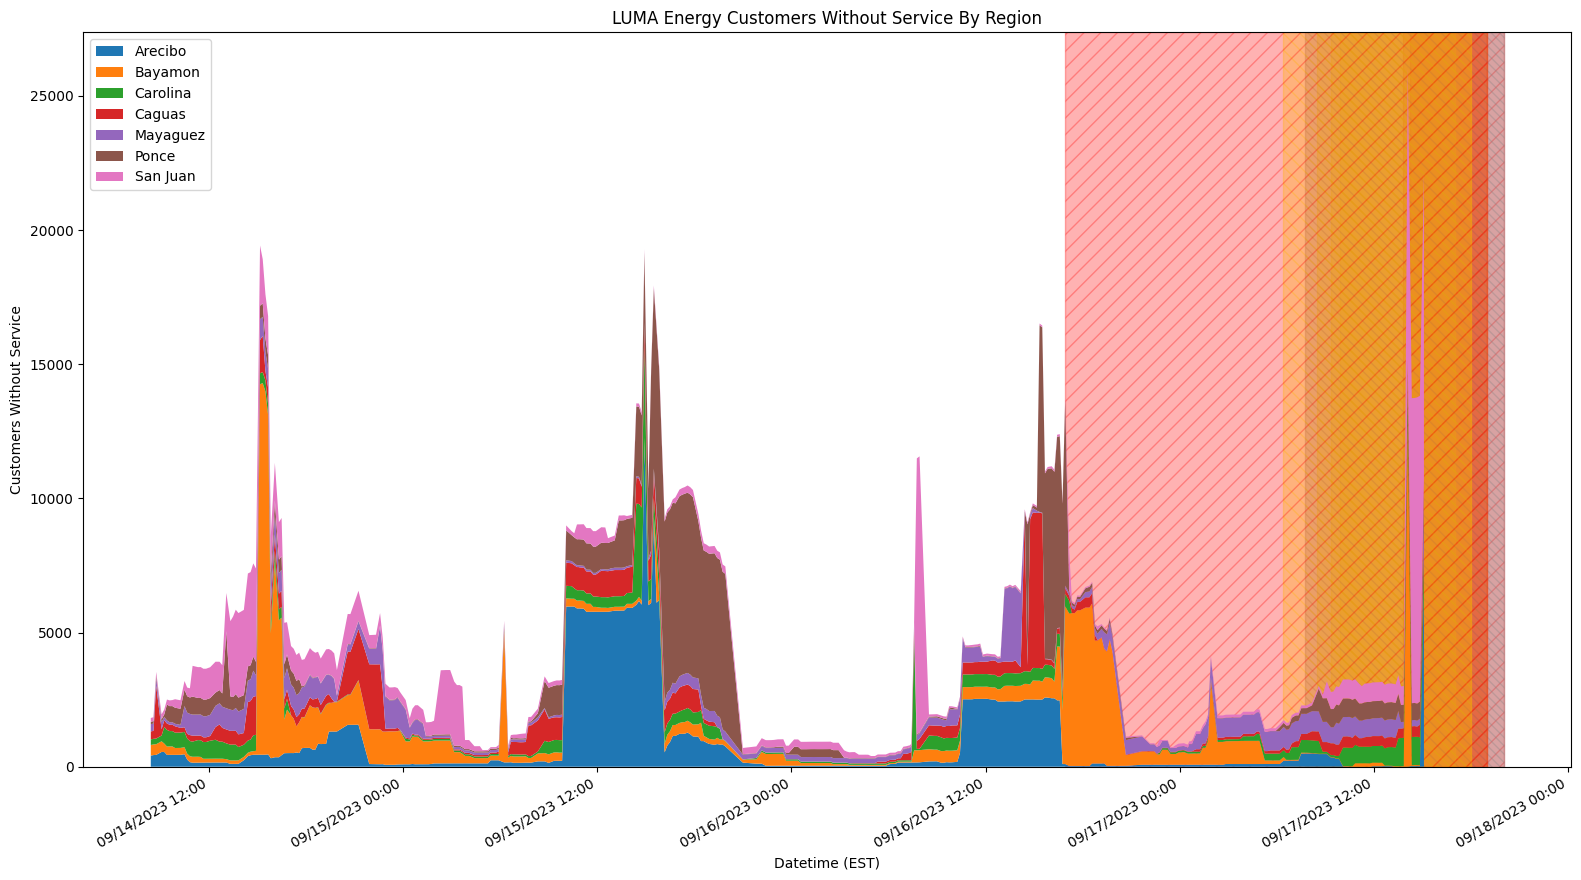 LUMA Energy Customers Without Service By Region
Arecibo
Bayamon
Carolina
Caguas
Mayaguez
Ponce
San Juan
25000
20000
15000
10000
5000
0
Customers Without Service
09/14/2023 12:00
09/15/2023 00:00
09/15/2023 12:00
09/16/2023 00:00
09/16/2023 12:00
09/17/2023 00:00
09/17/2023 12:00
09/18/2023 00:00
Datetime (EST)